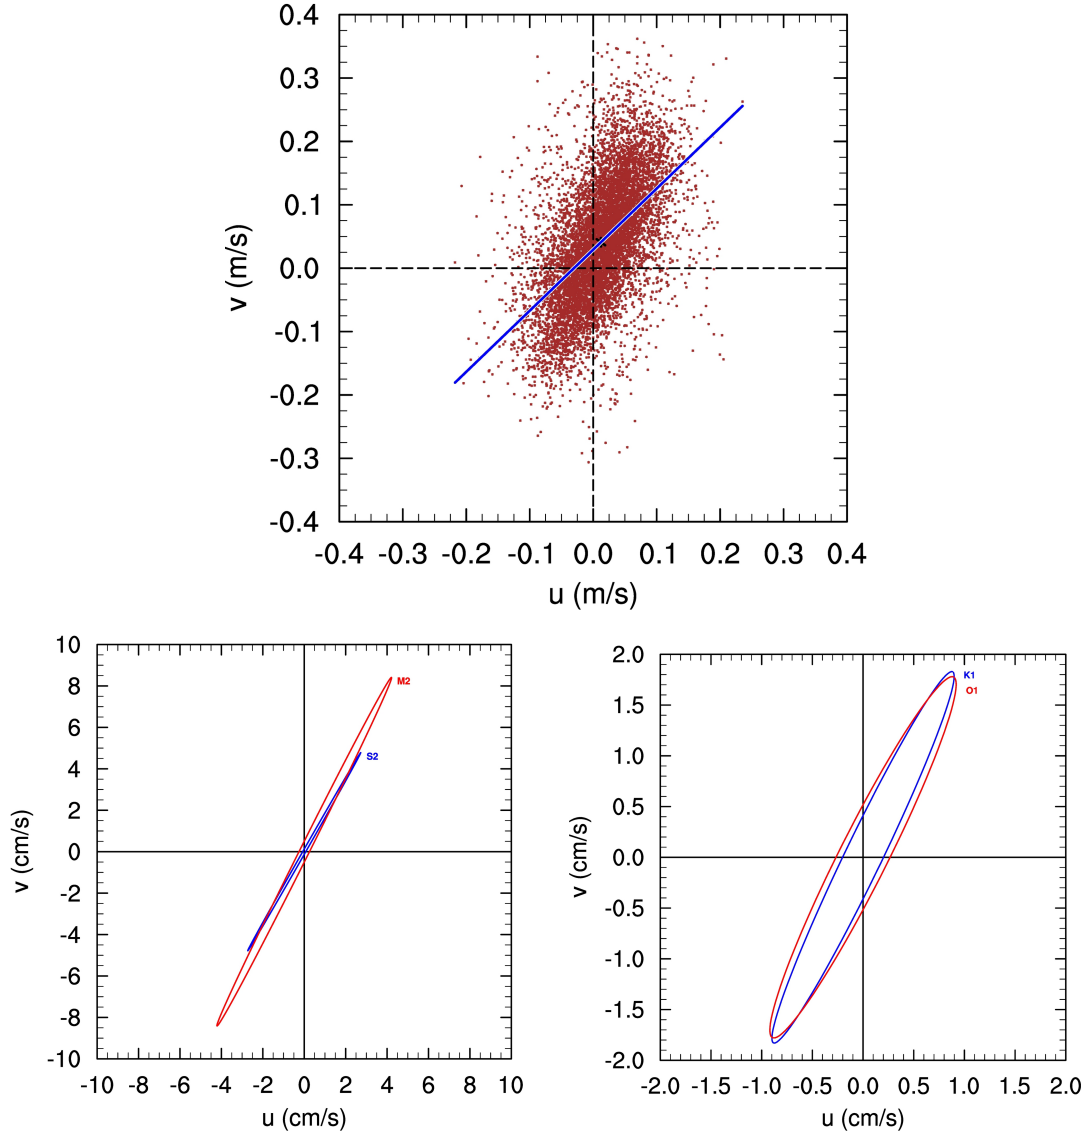 0.4
0.3
0.2
0.1
0.0
-0.1
-0.2
-0.3
-0.4
v (m/s)
-0.4 -0.3 -0.2 -0.1 0.0 0.1 0.2 0.3 0.4
u (m/s)
10
8
6
4
2
0
-2
-4
-6
-8
-10
v (cm/s)
M2
S2
-10 -8 -6 -4 -2 0 2 4 6 8 10
u (cm/s)
2.0
1.5
1.0
0.5
0.0
-0.5
-1.0
-1.5
-2.0
v (cm/s)
K1
O1
-2.0 -1.5 -1.0 -0.5 0.0 0.5 1.0 1.5 2.0
u (cm/s)